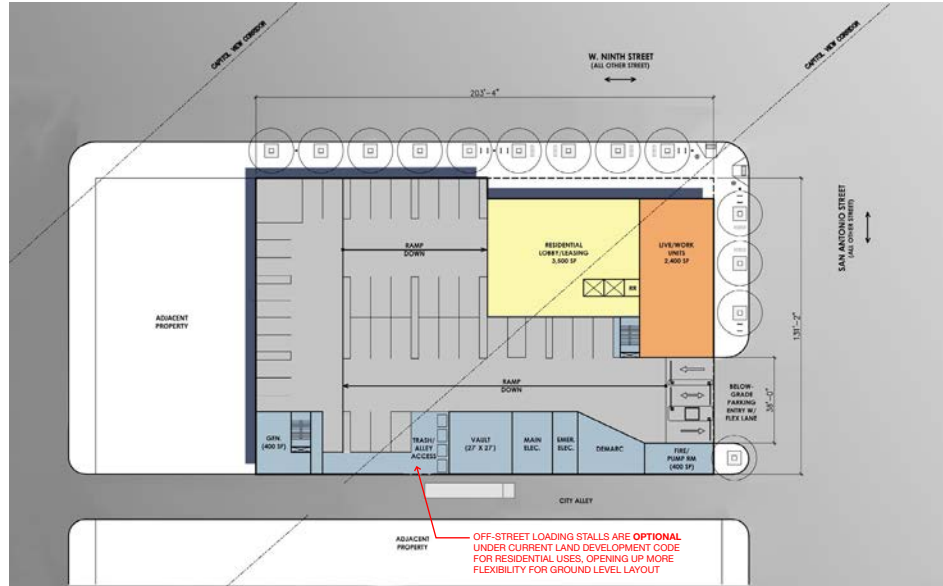 CAPITOL VIEW CORRIDOR
W. NINTH STREET
(ALL OTHER STREET)
CAPITOL VIEW CORRIDOR
203'-4"
SAN ANTONIO STREET
(ALL OTHER STREET)
RAMP
DOWN
RESIDENTIAL
LOBBY/LEASING
3,500 SF
LIVE/WORK
UNITS
2,400 SF
RR
ADJACENT
PROPERTY
131'-2"
RAMP
DOWN
BELOW-
GRADE
PARKING
ENTRY W/
FLEX LANE
38'-0"
GEN.
(400 SF)
TRASH/
ALLEY
ACCESS
VAULT
(27' X 27')
MAIN
ELEC.
EMER.
ELEC.
DEMARC
FIRE/
PUMP RM
(400 SF)
CITY ALLEY
ADJACENT
PROPERTY
OFF-STREET LOADING STALLS ARE OPTIONAL
UNDER CURRENT LAND DEVELOPMENT CODE
FOR RESIDENTIAL USES, OPENING UP MORE
FLEXIBILITY FOR GROUND LEVEL LAYOUT